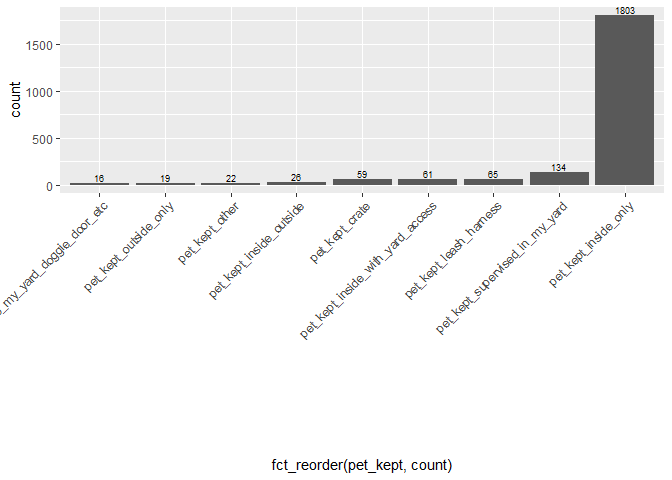 count
1500
1000
500
0
16
19
22
26
59
61
65
134
1803
my_yard_doggie_door_etc
pet_kept_outside_only
pet_kept_other
pet_kept_inside_outside
pet_kept_crate
pet_kept_inside_with_yard_access
pet_kept_leash_harness
pet_kept_supervised_in_my_yard
pet_kept_inside_only
fct_reorder(pet_kept, count)